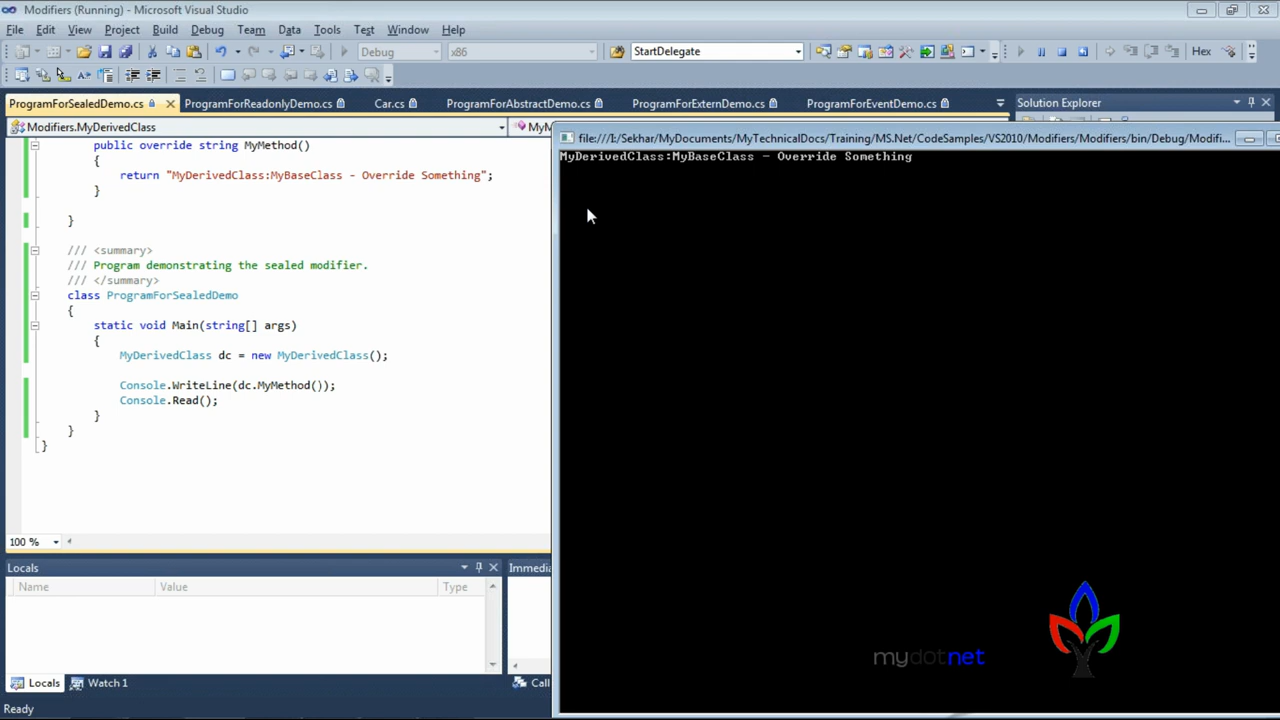 Modifiers (Running) - Microsoft Visual Studio
File Edit View Project Build Debug Team Data Tools Test Window Help
Debug x86 StartDelegate Hex
ProgramForSealedDemo.cs ProgramForReadonlyDemo.cs Car.cs ProgramForAbstractDemo.cs ProgramForExternDemo.cs ProgramForEventDemo.cs Solution Explorer
Modifiers.MyDerivedClass MyM
file:///I:/Sekhar/MyDocuments/MyTechnicalDocs/Training/MS.Net/CodeSamples/VS2010/Modifiers/Modifiers/bin/Debug/Modifi...
MyDerivedClass:MyBaseClass - Override Something
public override string MyMethod()
{
return "MyDerivedClass:MyBaseClass - Override Something";
}
}
/// <summary>
/// Program demonstrating the sealed modifier.
/// </summary>
class ProgramForSealedDemo
{
static void Main(string[] args)
{
MyDerivedClass dc = new MyDerivedClass();
Console.WriteLine(dc.MyMethod());
Console.Read();
}
}
}
100 %
Locals Immedia
Name Value Type
mydotnet
Locals Watch 1 Call
Ready